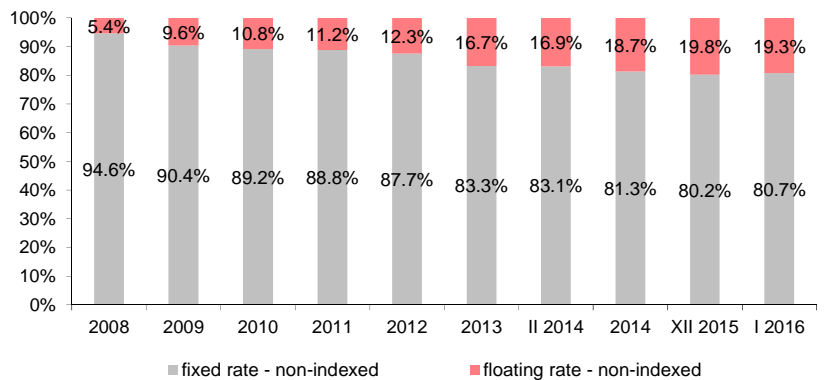 100%
90%
80%
70%
60%
50%
40%
30%
20%
10%
0%
5.4% 9.6% 10.8% 11.2% 12.3% 16.7% 16.9% 18.7% 19.8% 19.3%
94.6% 90.4% 89.2% 88.8% 87.7% 83.3% 83.1% 81.3% 80.2% 80.7%
2008 2009 2010 2011 2012 2013 II 2014 2014 XII 2015 I 2016
fixed rate - non-indexed floating rate - non-indexed